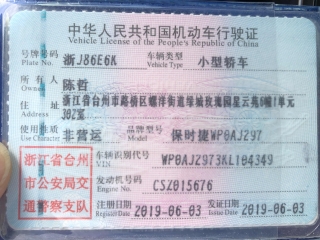 中华人民共和国机动车行驶证
Vehicle License of the People's Republic of China
号牌号码 浙J86E6K 车辆类型 小型轿车
Plate No. Vehicle Type
所有人 陈哲
Owner
住址 浙江省台州市路桥区螺洋街道绿城玫瑰园星云苑6幢1单元
Address 302室
使用性质 非营运 品牌型号 保时捷WP0AJ297
Use Character Model
浙江省台州
市公安局交
通警察支队
车辆识别代号 WP0AJ2973KL104349
VIN
发动机号码 CSZ015676
Engine No.
注册日期 2019-06-03 发证日期 2019-06-03
Register Date Issue Date